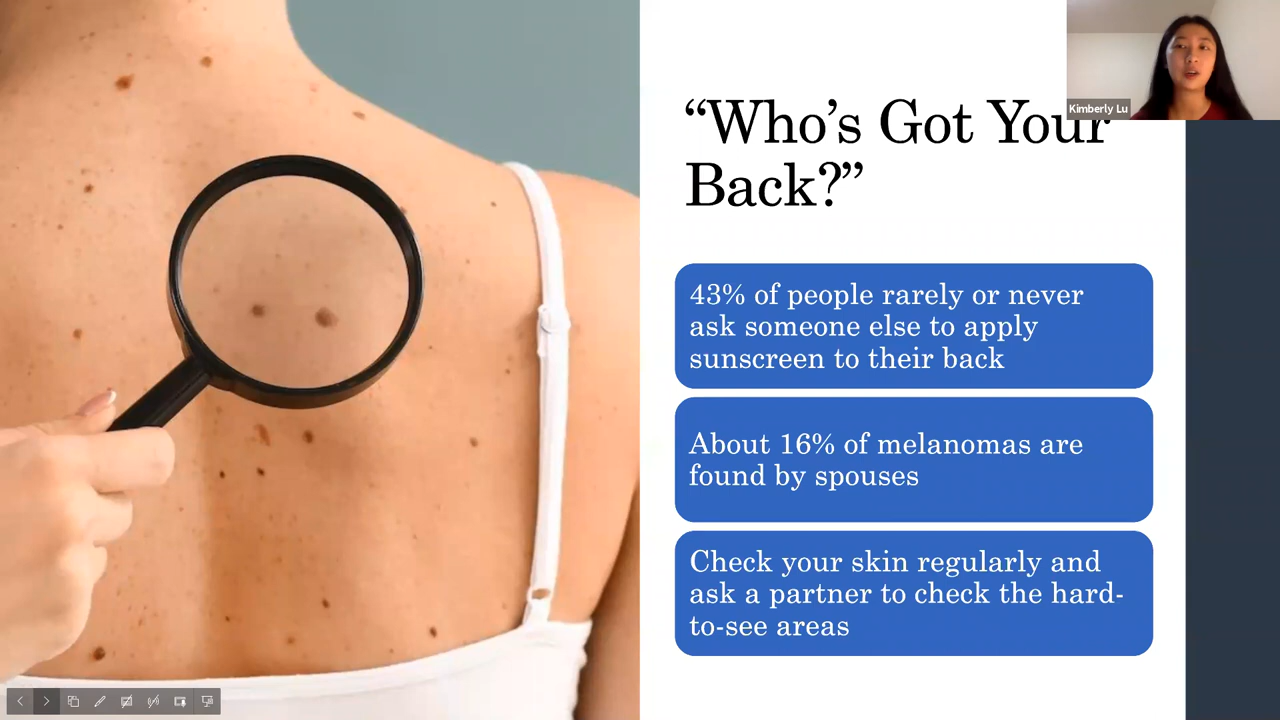 Kimberly Lu
“Who’s Got Your
Back?”
43% of people rarely or never
ask someone else to apply
sunscreen to their back
About 16% of melanomas are
found by spouses
Check your skin regularly and
ask a partner to check the hard-
to-see areas